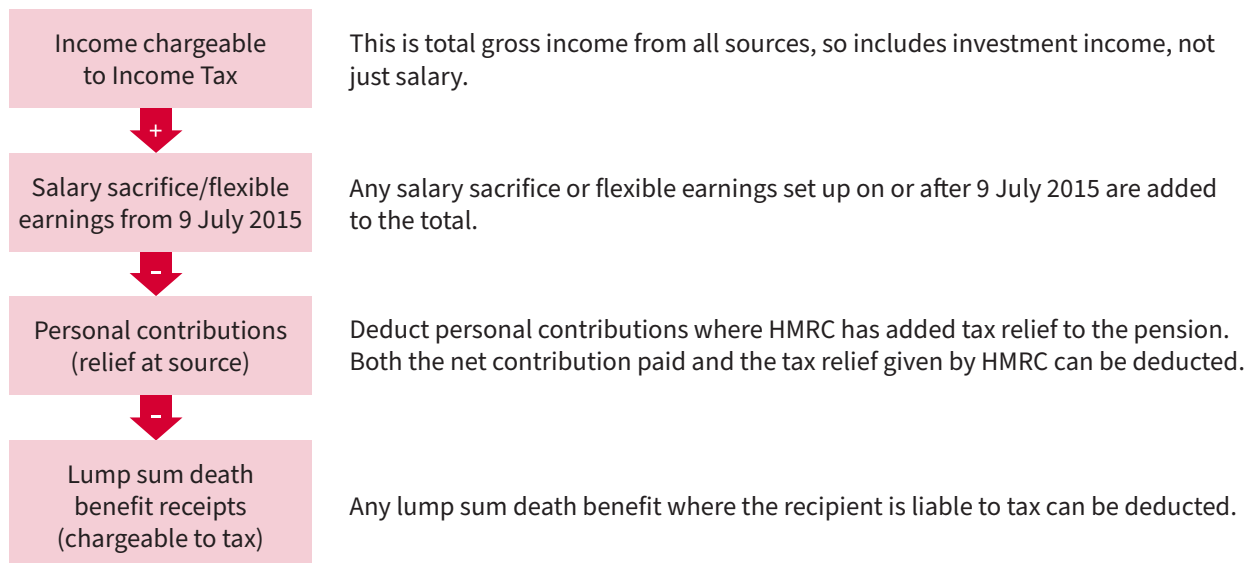 Income chargeable
to Income Tax
This is total gross income from all sources, so includes investment income, not
just salary.
+
Salary sacrifice/flexible
earnings from 9 July 2015
Any salary sacrifice or flexible earnings set up on or after 9 July 2015 are added
to the total.
-
Personal contributions
(relief at source)
Deduct personal contributions where HMRC has added tax relief to the pension.
Both the net contribution paid and the tax relief given by HMRC can be deducted.
-
Lump sum death
benefit receipts
(chargeable to tax)
Any lump sum death benefit where the recipient is liable to tax can be deducted.